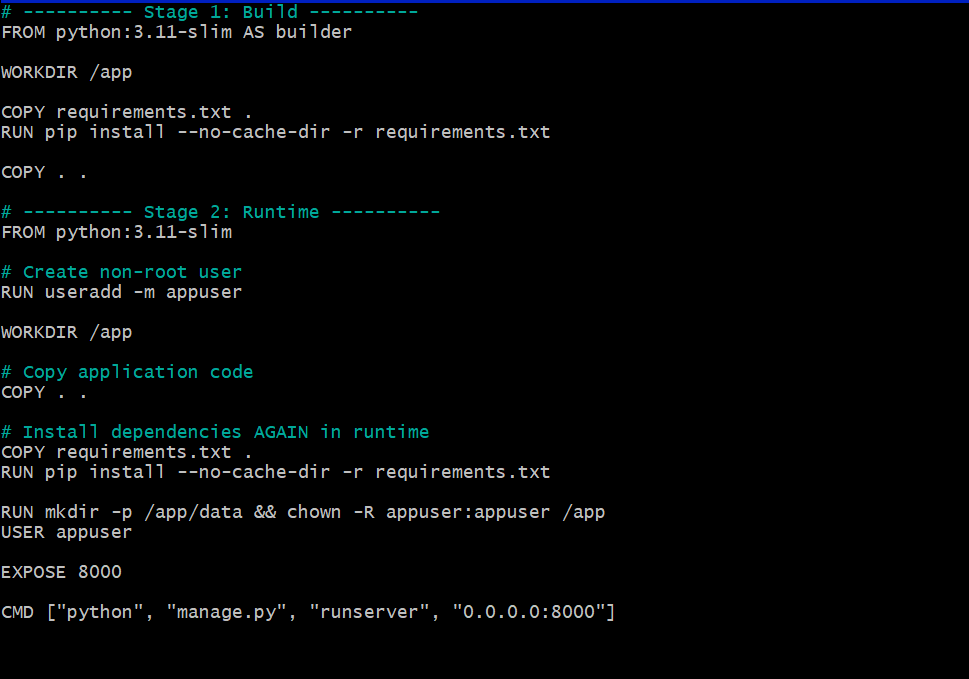 # ---------- Stage 1: Build ----------
FROM python:3.11-slim AS builder
WORKDIR /app
COPY requirements.txt .
RUN pip install --no-cache-dir -r requirements.txt
COPY . .
# ---------- Stage 2: Runtime ----------
FROM python:3.11-slim
# Create non-root user
RUN useradd -m appuser
WORKDIR /app
# Copy application code
COPY . .
# Install dependencies AGAIN in runtime
COPY requirements.txt .
RUN pip install --no-cache-dir -r requirements.txt
RUN mkdir -p /app/data && chown -R appuser:appuser /app
USER appuser
EXPOSE 8000
CMD ["python", "manage.py", "runserver", "0.0.0.0:8000"]